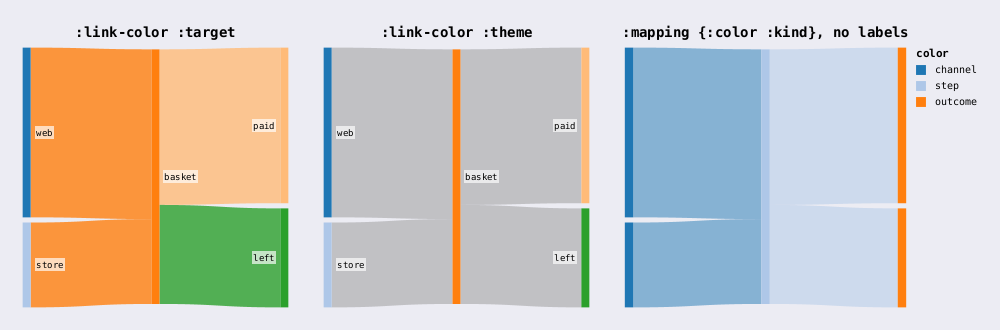 :link-color :target
web
store
basket
paid
left
:link-color :theme
web
store
basket
paid
left
:mapping {:color :kind}, no labels
color
channel
step
outcome